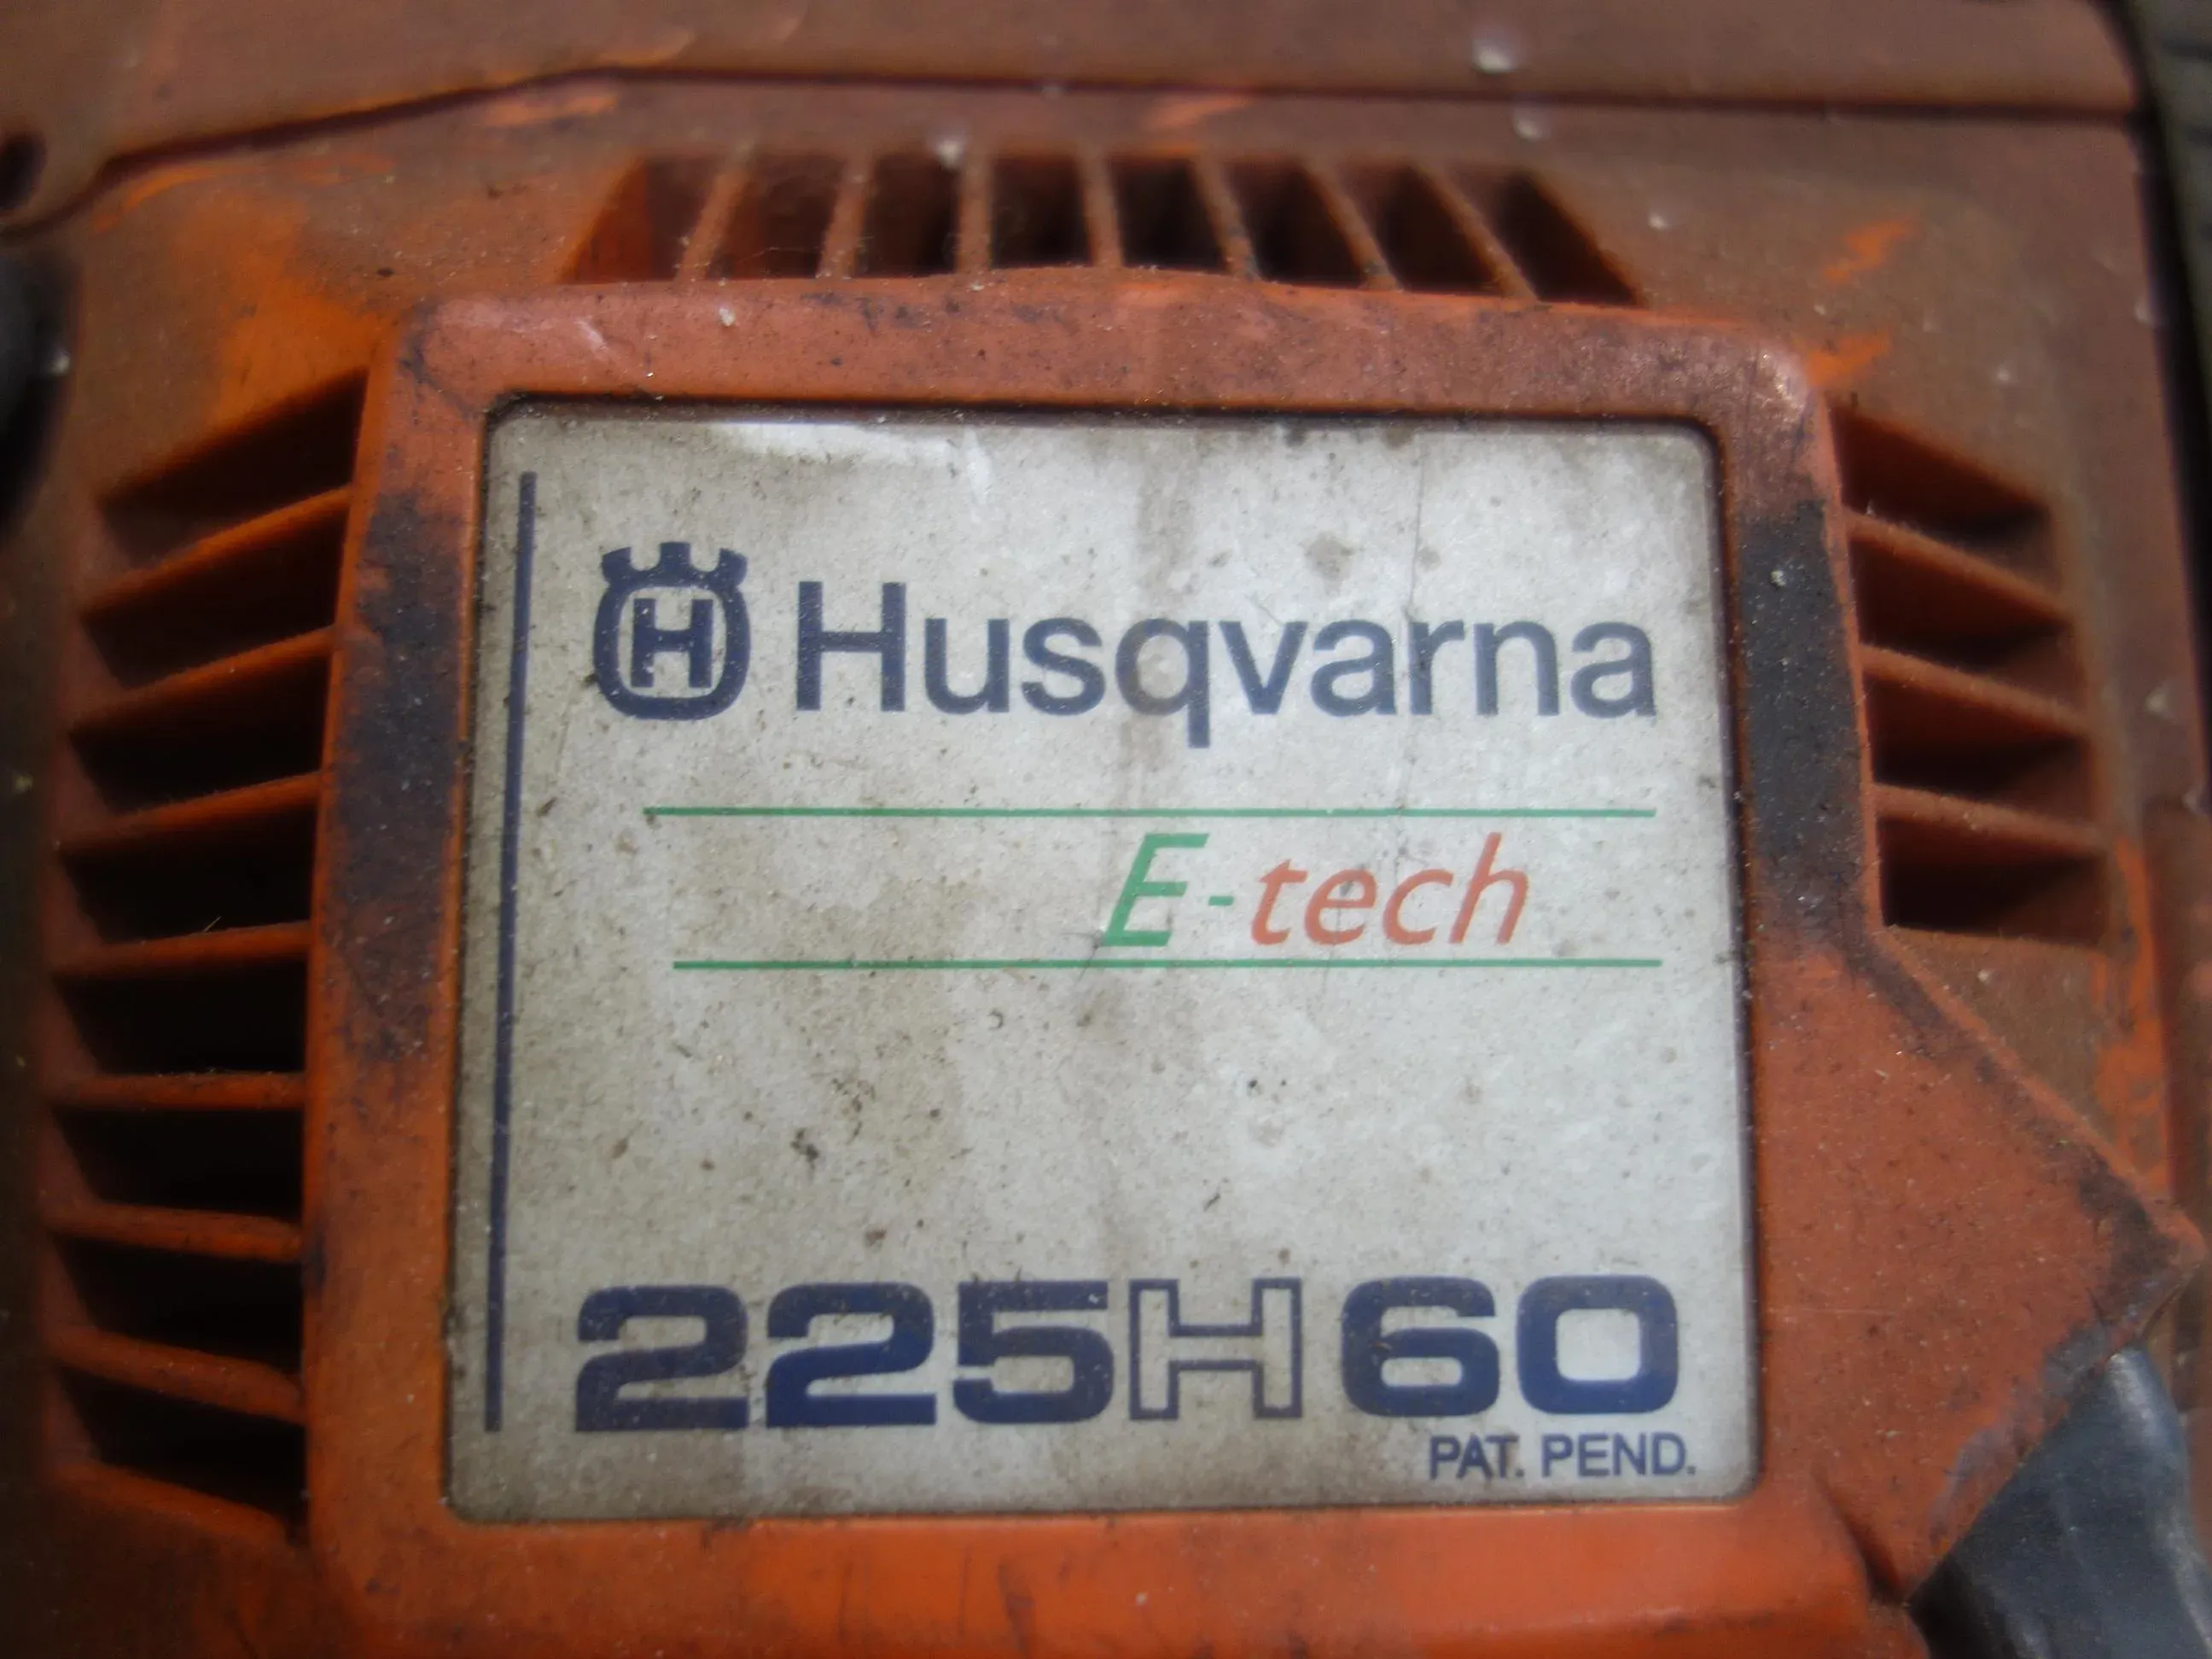 H Husqvarna
E-tech
225H60
PAT. PEND.